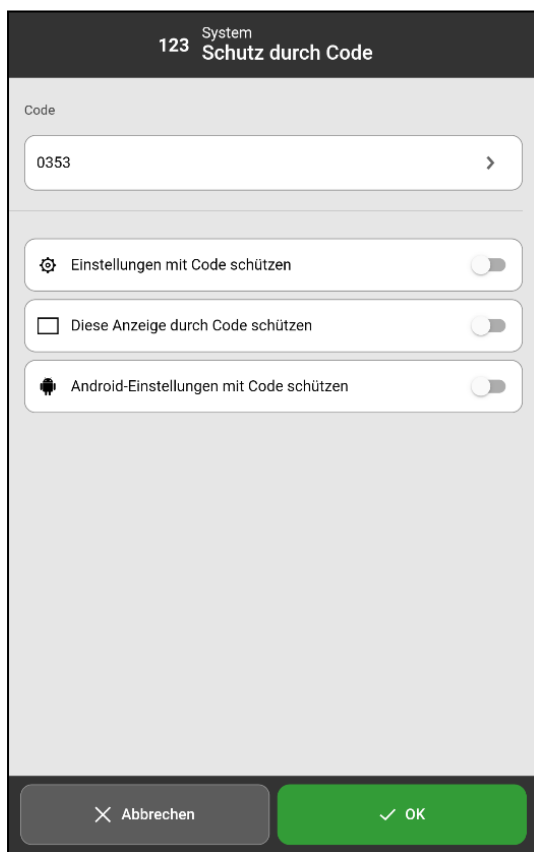 123
System
Schutz durch Code
Code
0353
Einstellungen mit Code schützen
Diese Anzeige durch Code schützen
Android-Einstellungen mit Code schützen
Abbrechen
OK